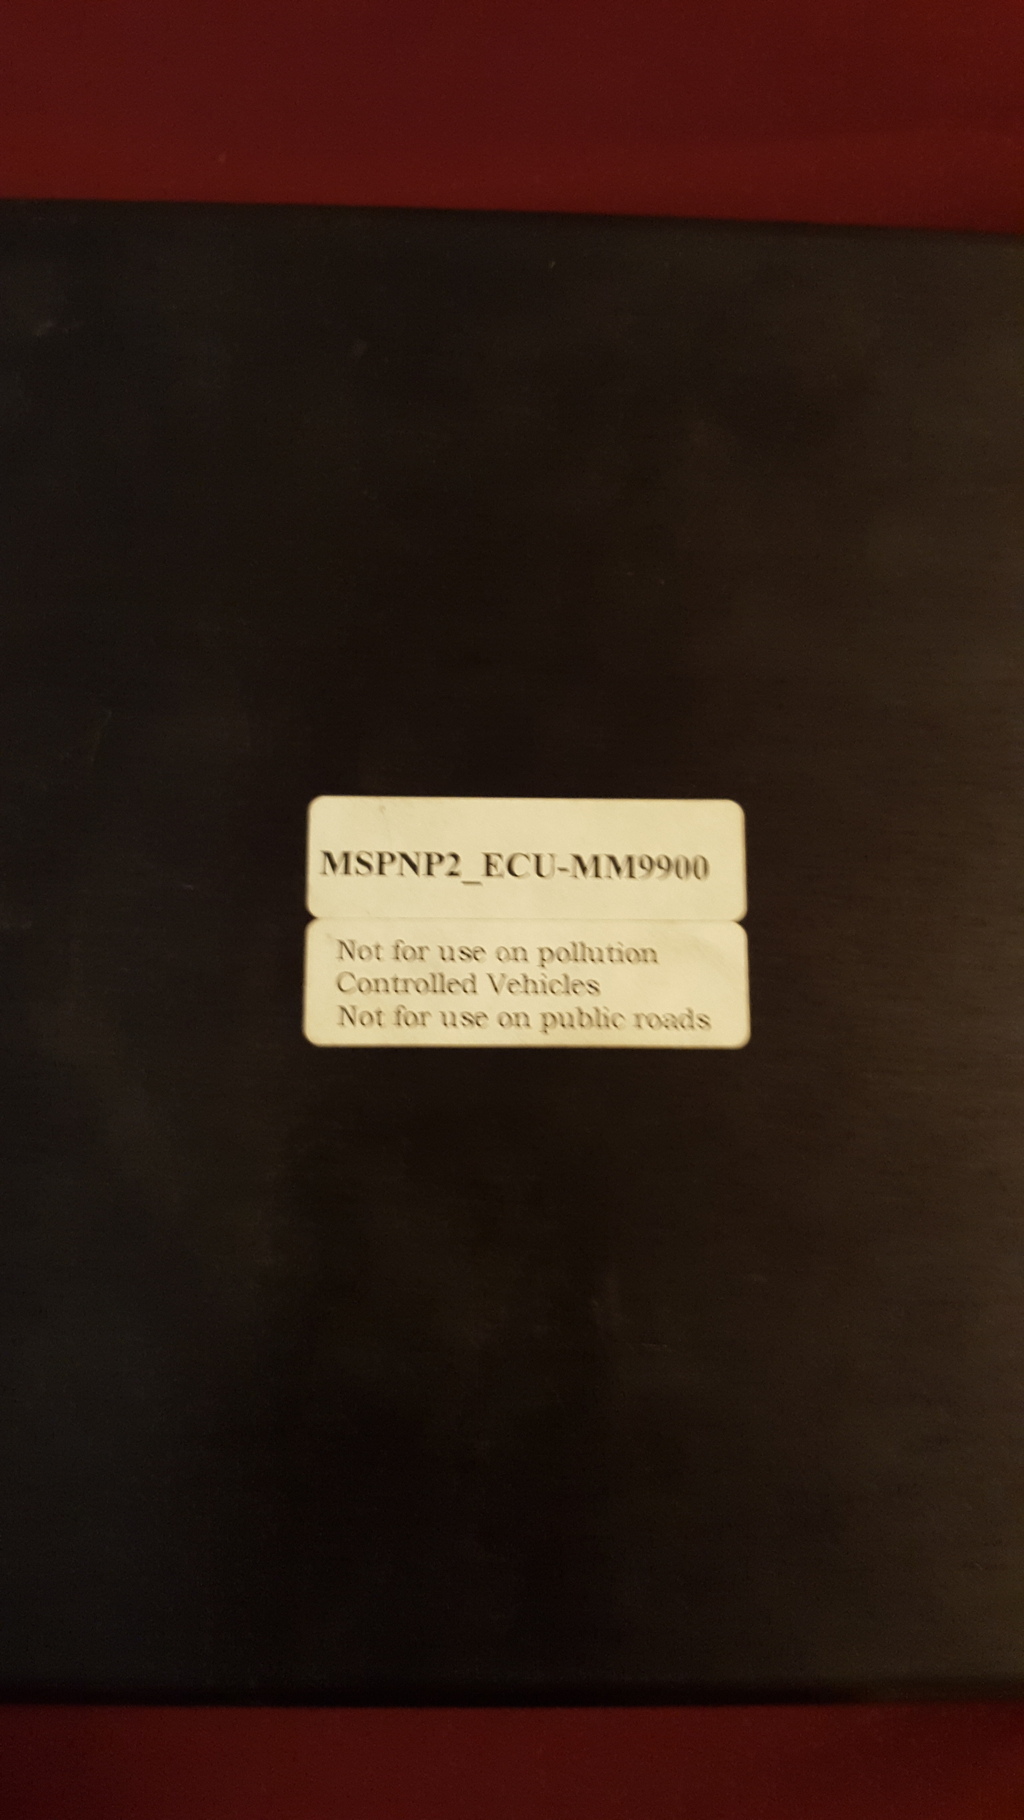 MSPNP2_ECU-MM9900
Not for use on pollution
Controlled Vehicles
Not for use on public roads